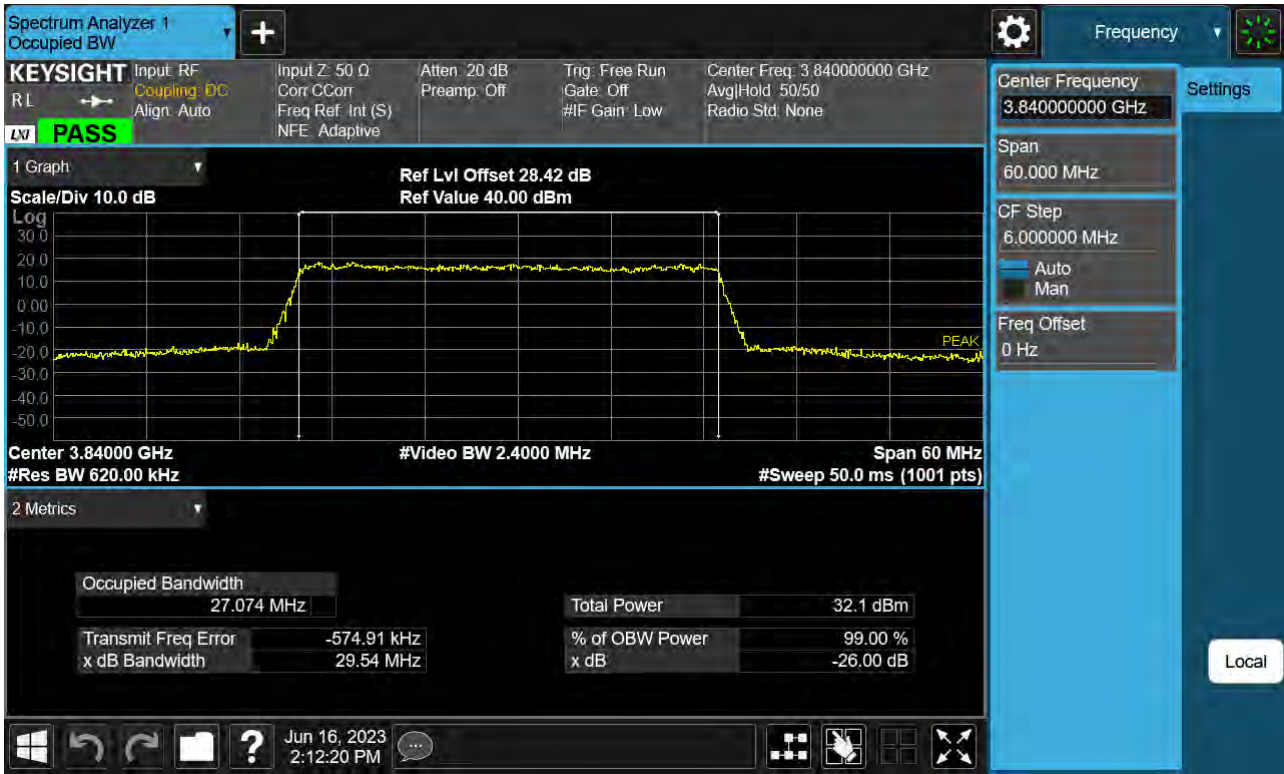 Spectrum Analyzer 1
Occupied BW
+
Frequency
KEYSIGHT
RL
LXI
PASS
Input: RF
Coupling: DC
Align: Auto
Input Z: 50 Ω
Corr CCorr
Freq Ref: Int (S)
NFE: Adaptive
Atten: 20 dB
Preamp: Off
Trig: Free Run
Gate: Off
#IF Gain: Low
Center Freq: 3.840000000 GHz
Avg|Hold: 50/50
Radio Std: None
Center Frequency
3.840000000 GHz
Settings
Span
60.000 MHz
CF Step
6.000000 MHz
Auto
Man
Freq Offset
0 Hz
Local
1 Graph
Scale/Div 10.0 dB
Ref Lvl Offset 28.42 dB
Ref Value 40.00 dBm
Log
30.0
20.0
10.0
0.00
-10.0
-20.0
-30.0
-40.0
-50.0
PEAK
Center 3.84000 GHz
#Video BW 2.4000 MHz
Span 60 MHz
#Res BW 620.00 kHz
#Sweep 50.0 ms (1001 pts)
2 Metrics
Occupied Bandwidth
27.074 MHz
Total Power 32.1 dBm
Transmit Freq Error -574.91 kHz
% of OBW Power 99.00 %
x dB Bandwidth 29.54 MHz
x dB -26.00 dB
?
Jun 16, 2023
2:12:20 PM